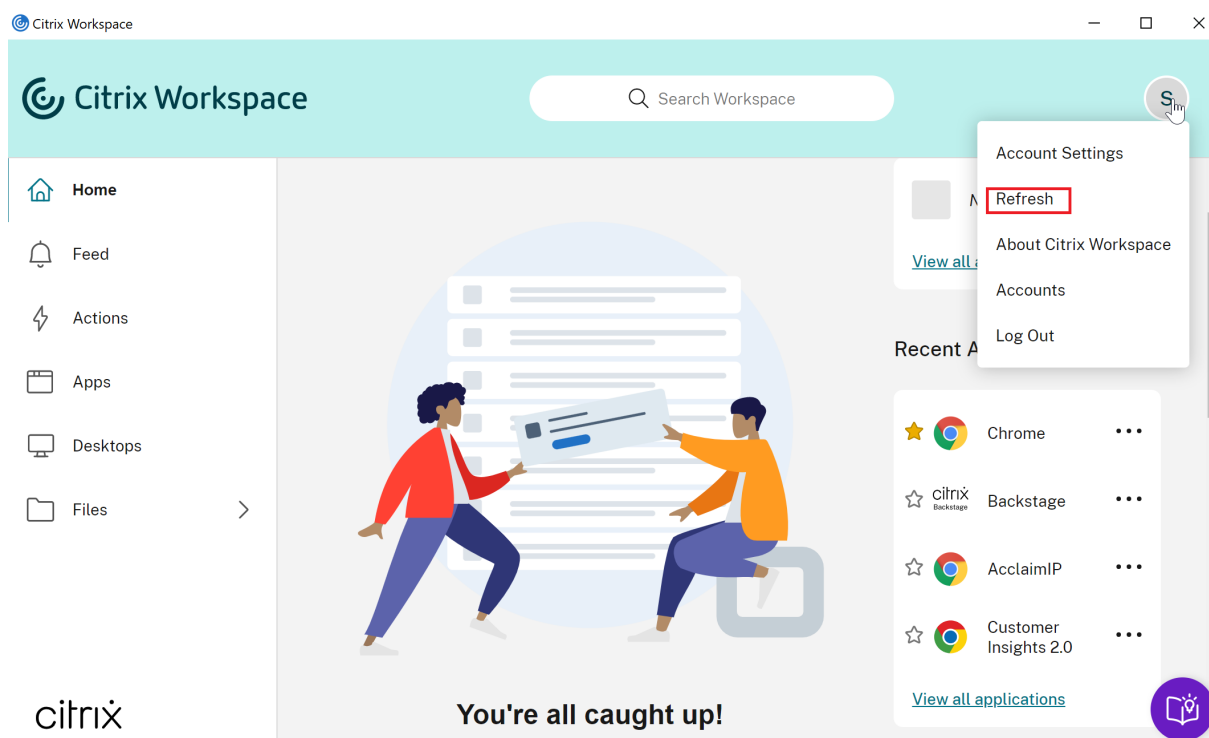 Citrix Workspace
Citrix Workspace
Search Workspace
S
Account Settings
Refresh
About Citrix Workspace
Accounts
Log Out
Home
Feed
Actions
Apps
Desktops
Files
View all
Recent A
Chrome
citrix
Backstage
Backstage
AcclaimIP
Customer
Insights 2.0
View all applications
citrix
You're all caught up!